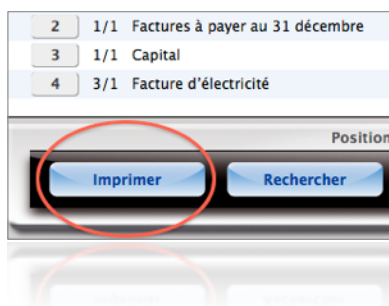 2 1/1 Factures à payer au 31 décembre
3 1/1 Capital
4 3/1 Facture d'électricité
Position
Imprimer Rechercher